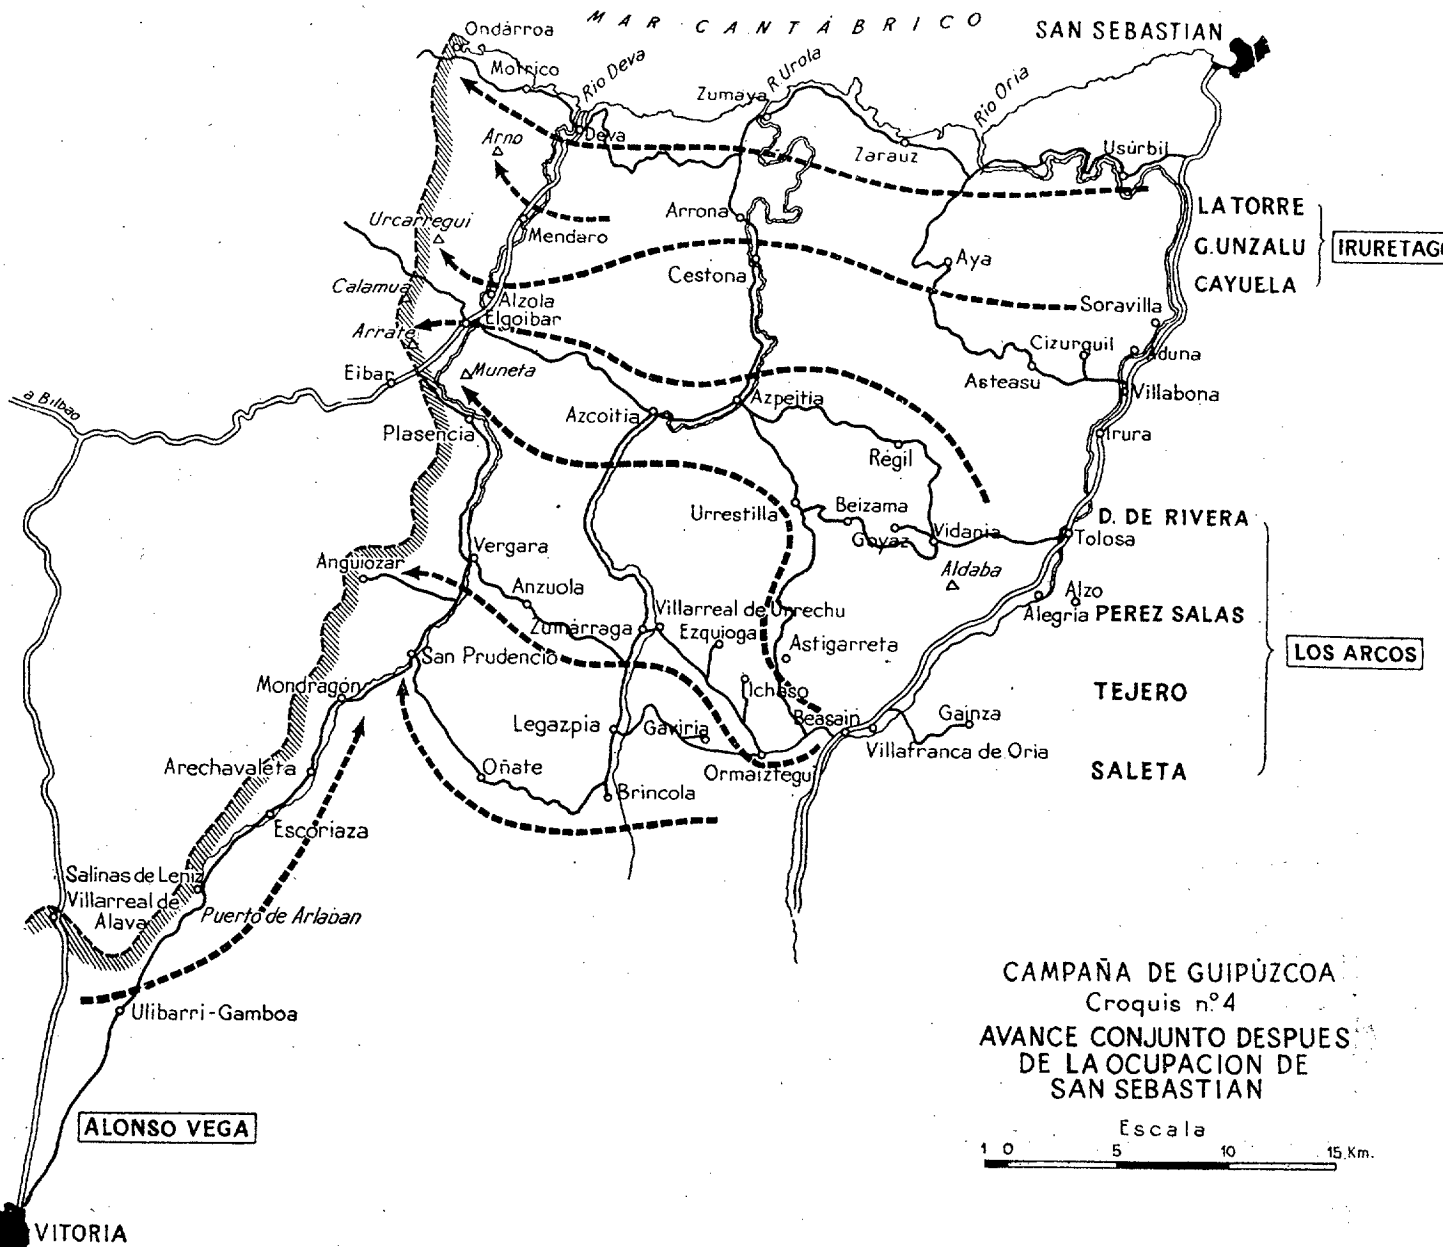 MAR CANTÁBRICO
SAN SEBASTIAN
Ondárroa
Motrico
Rio Deva
Zumaya
R. Urola
Rio Oria
Deva
Arno
Zarauz
Usúrbil
LA TORRE
G. UNZALU
CAYUELA
Urcarregui
Mendaro
Arrona
Aya
Cestona
Calamua
Alzola
Elgoibar
Soravilla
Arrate
Cizurquil
Aduna
Eibar
Muneta
Asteasu
Villabona
a Bilbao
Azcoitia
Azpeitia
Plasencia
Irura
Régil
Urrestilla
Beizama
Goyaz
Vidania
D. DE RIVERA
Tolosa
Vergara
Anguiozar
Anzuola
Aldaba
Alzo
Alegria
PEREZ SALAS
Villarreal de Urrechu
Zumárraga
Ezquioga
Astigarreta
San Prudencio
LOS ARCOS
Mondragón
Ichaso
TEJERO
Legazpia
Gaviria
Beasain
Gainza
Villafranca de Oria
Arechavaleta
Oñate
Ormaiztegui
SALETA
Brincola
Escoriaza
Salinas de Leniz
Villarreal de
Alava
Puerto de Arlaban
Ulibarri-Gamboa
CAMPAÑA DE GUIPÚZCOA
Croquis n.º 4
AVANCE CONJUNTO DESPUES
DE LA OCUPACION DE
SAN SEBASTIAN
Escala
1 0 5 10 15 Km.
ALONSO VEGA
VITORIA